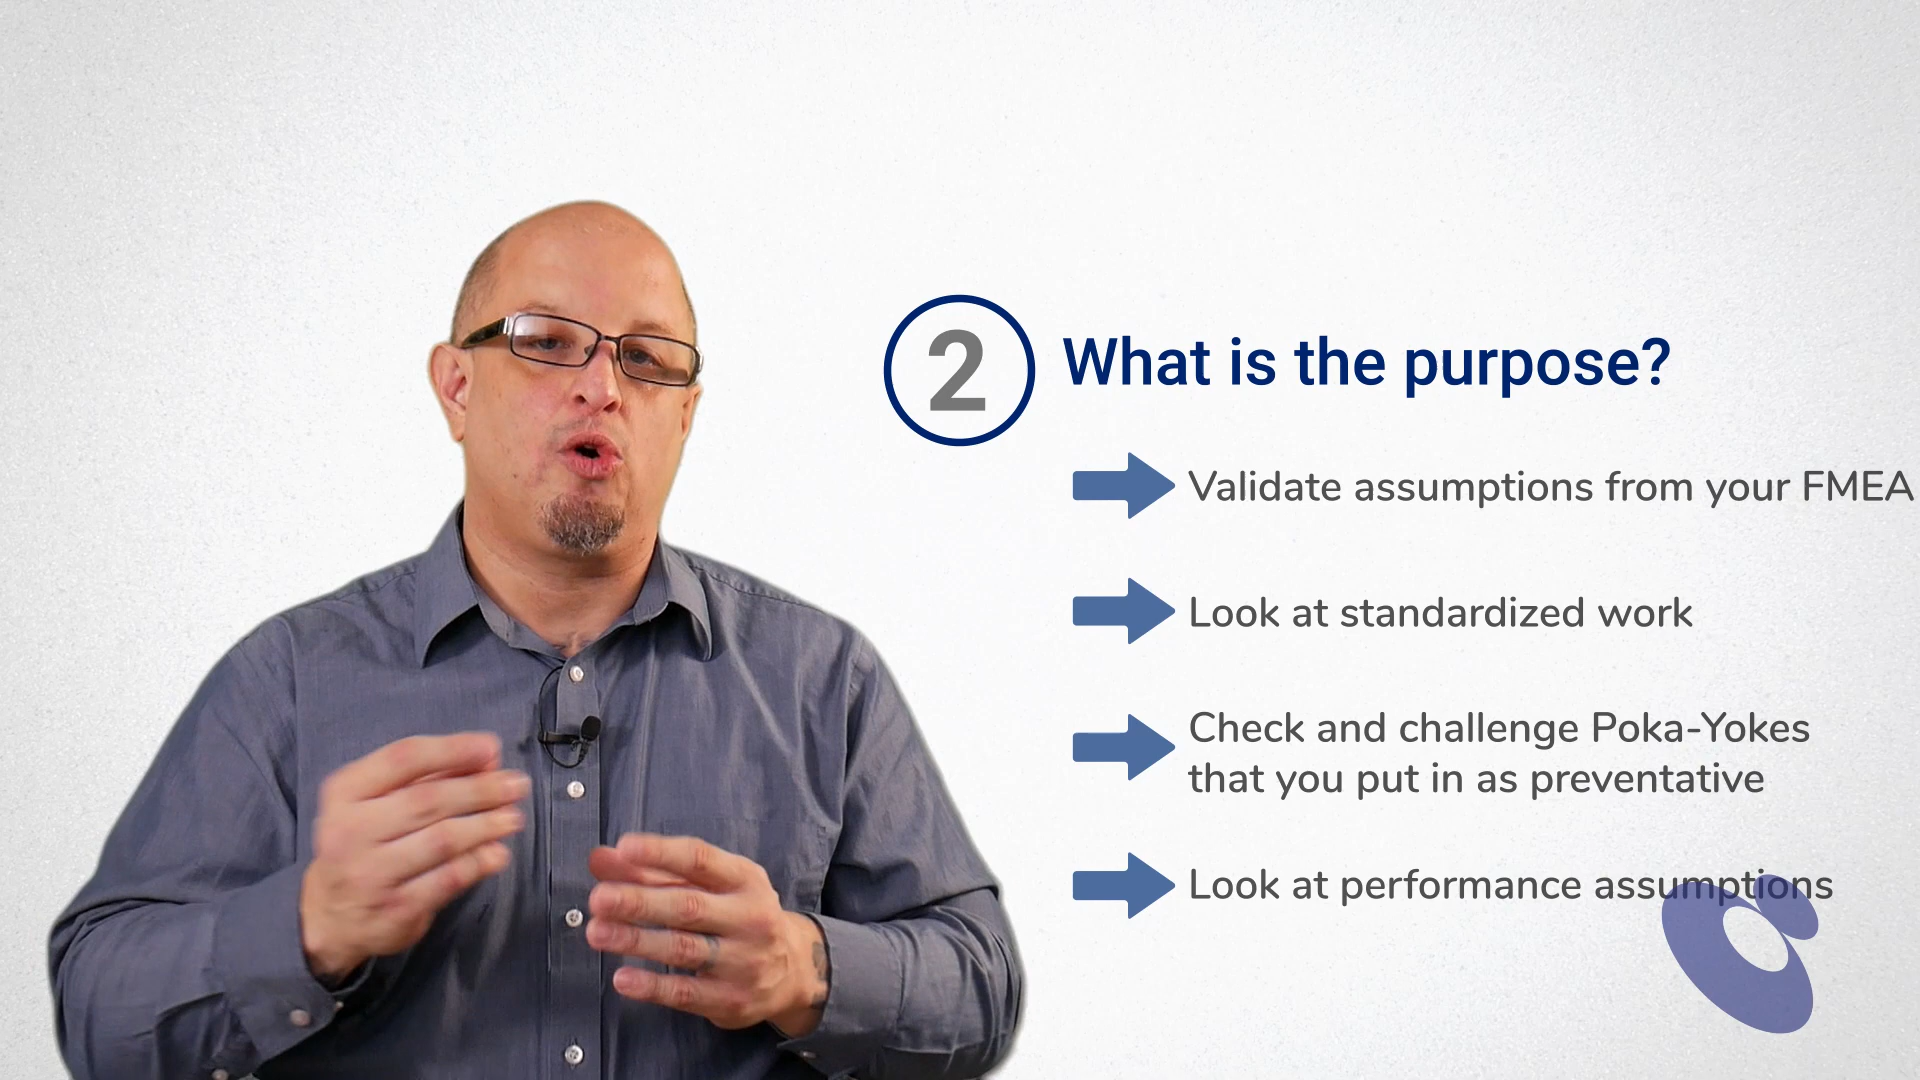 2
What is the purpose?
Validate assumptions from your FMEA
Look at standardized work
Check and challenge Poka-Yokes
that you put in as preventative
Look at performance assumptions